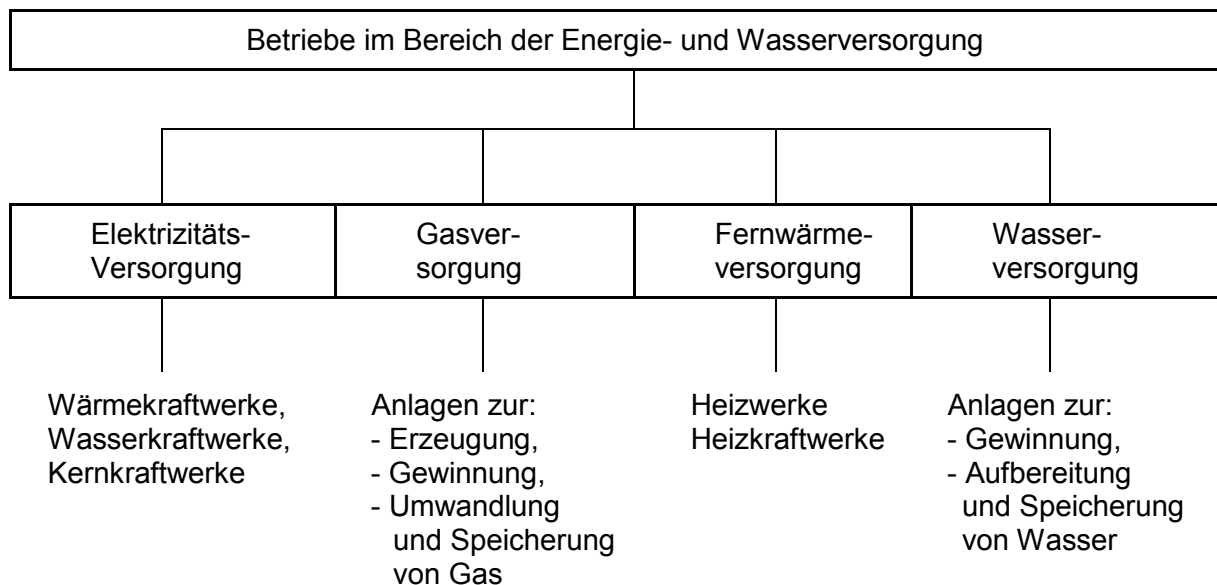 Betriebe im Bereich der Energie- und Wasserversorgung
Elektrizitäts-
Versorgung
Gasver-
sorgung
Fernwärme-
versorgung
Wasser-
versorgung
Wärmekraftwerke,
Wasserkraftwerke,
Kernkraftwerke
Anlagen zur:
- Erzeugung,
- Gewinnung,
- Umwandlung
und Speicherung
von Gas
Heizwerke
Heizkraftwerke
Anlagen zur:
- Gewinnung,
- Aufbereitung
und Speicherung
von Wasser